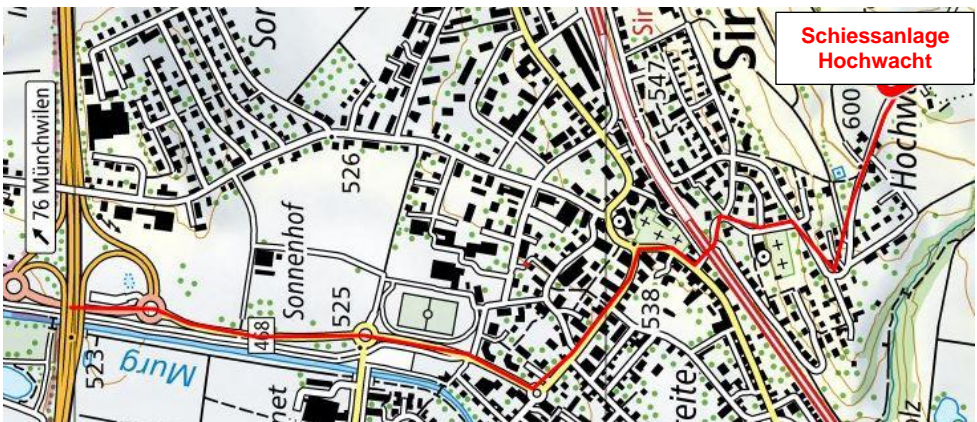 Schiessanlage
Hochwacht
Sir
Sir
Sor
547
600
Hochw
76 Münchwilen
526
Sonnenhof
525
468
538
523
Murg
net
eite
olz